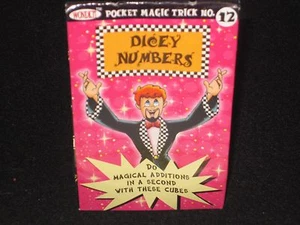 POCKET MAGIC TRICK NO. 12
DICEY
NUMBERS
DO
MAGICAL ADDITIONS
IN A SECOND
WITH THESE CUBES